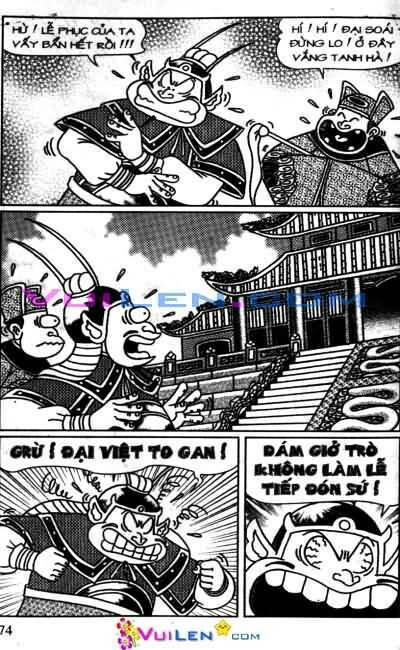 HỪ! LỄ PHỤC CỦA TA
VẤY BẨN HẾT RỒI!!!
HÍ! HÍ! ĐẠI SOÁI
ĐỪNG LO! Ở ĐÂY
VẮNG TANH HÀ!
VUILEN.COM
GRỪ! ĐẠI VIỆT TO GAN!
DÁM GIỞ TRÒ
KHÔNG LÀM LỄ
TIẾP ĐÓN SỨ!
74
VUILEN.COM